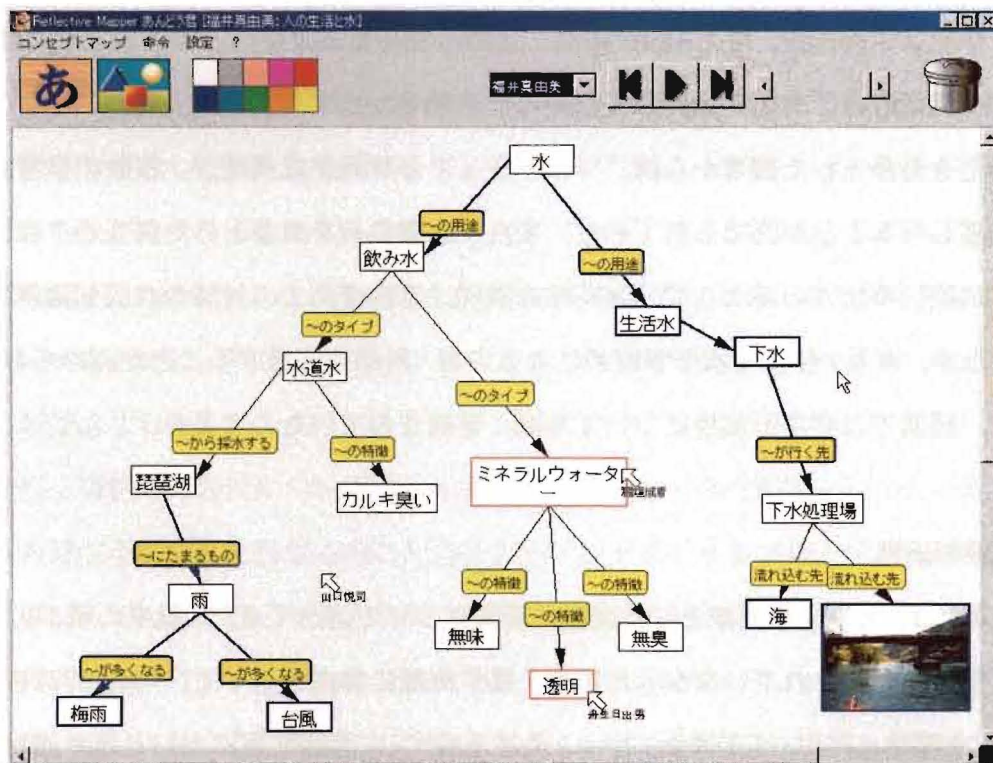 Reflective Mapper あんどう君 [福井真由美: 人の生活と水]
コンセプトマップ 命令 設定 ?
あ
福井真由美
水
～の用途
～の用途
飲み水
生活水
下水
～のタイプ
～のタイプ
水道水
～から採水する
～の特徴
～が行く先
琵琶湖
カルキ臭い
ミネラルウォーター
下水処理場
～にたまるもの
～の特徴
～の特徴
～の特徴
流れ込む先
流れ込む先
雨
山口悦司
無味
無臭
海
～が多くなる
～が多くなる
透明
舟生日出男
梅雨
台風